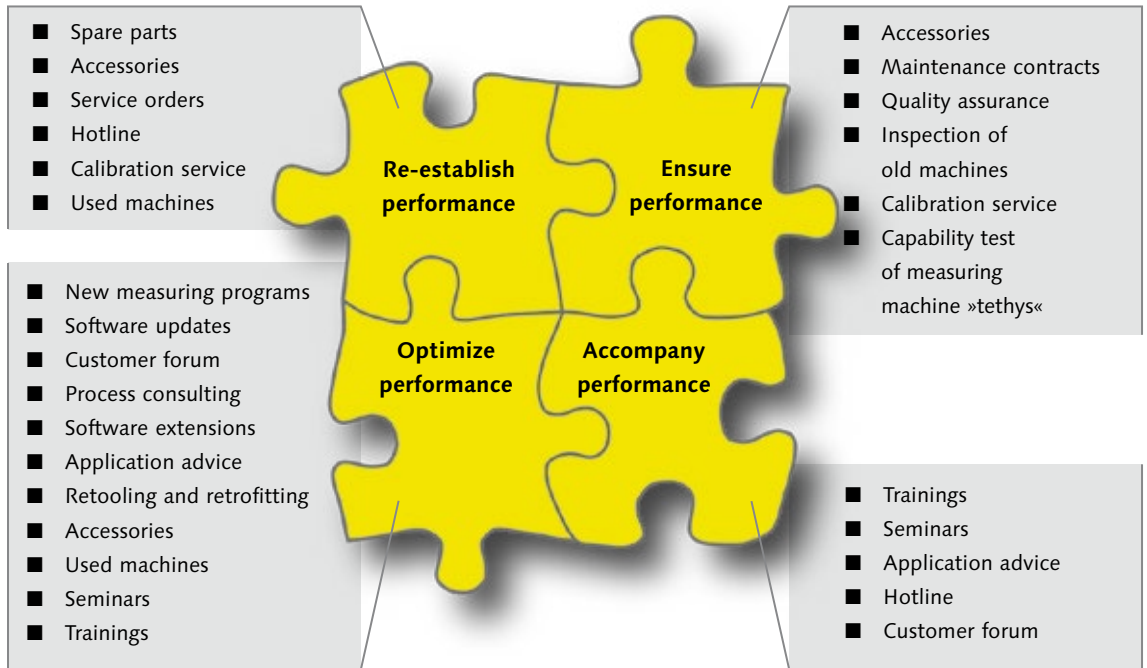 ■ Spare parts
■ Accessories
■ Service orders
■ Hotline
■ Calibration service
■ Used machines
Re-establish
performance
Ensure
performance
■ Accessories
■ Maintenance contracts
■ Quality assurance
■ Inspection of
old machines
■ Calibration service
■ Capability test
of measuring
machine »tethys«
■ New measuring programs
■ Software updates
■ Customer forum
■ Process consulting
■ Software extensions
■ Application advice
■ Retooling and retrofitting
■ Accessories
■ Used machines
■ Seminars
■ Trainings
Optimize
performance
Accompany
performance
■ Trainings
■ Seminars
■ Application advice
■ Hotline
■ Customer forum